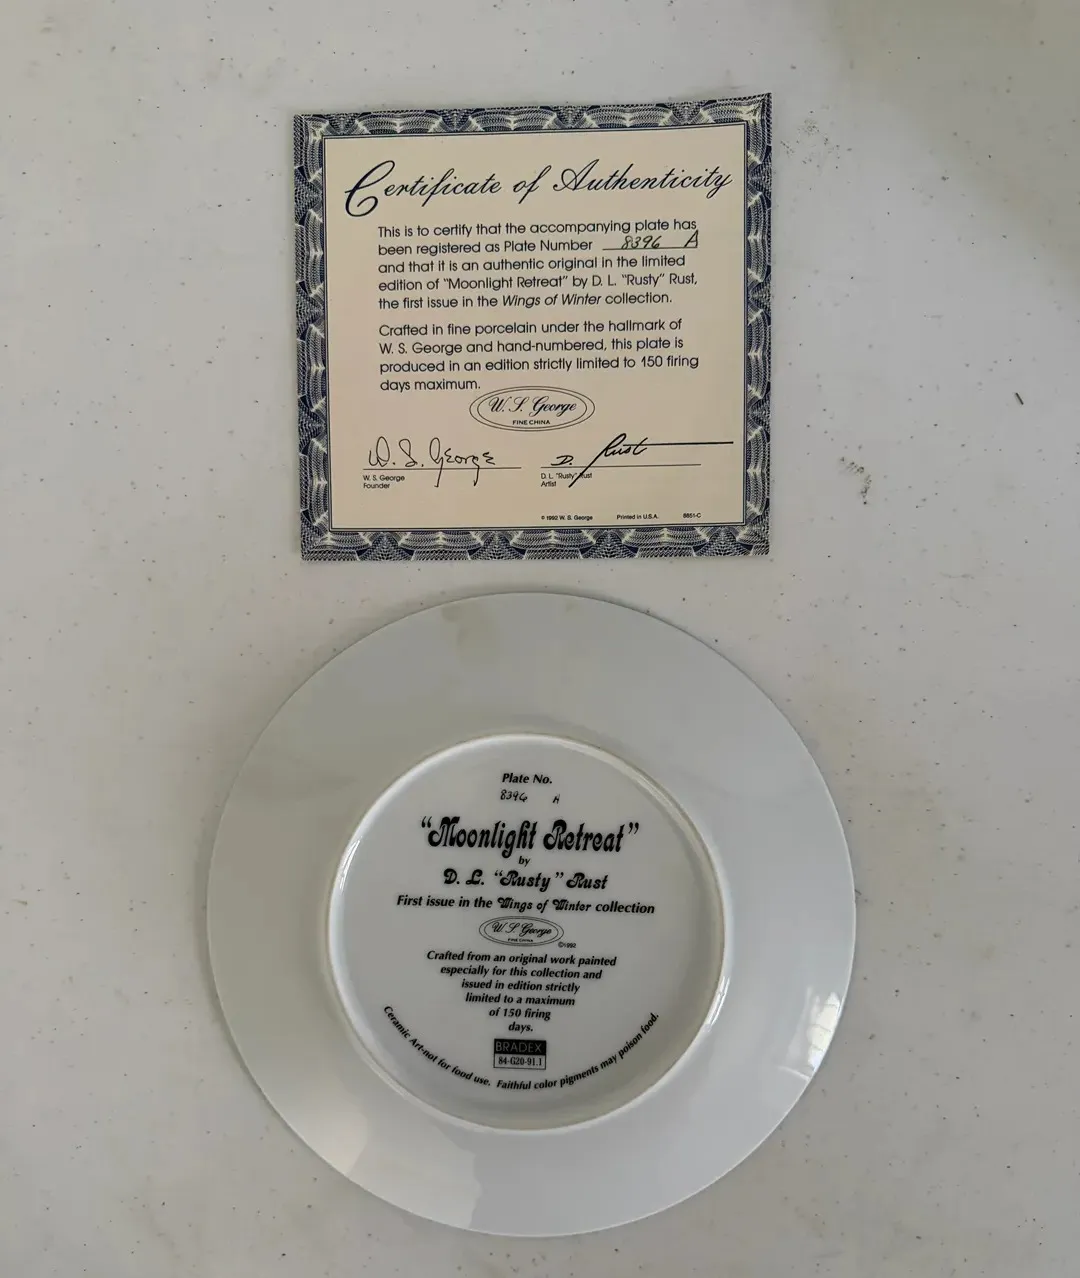 Certificate of Authenticity
This is to certify that the accompanying plate has
been registered as Plate Number 8396 A
and that it is an authentic original in the limited
edition of "Moonlight Retreat" by D. L. "Rusty" Rust,
the first issue in the Wings of Winter collection.
Crafted in fine porcelain under the hallmark of
W. S. George and hand-numbered, this plate is
produced in an edition strictly limited to 150 firing
days maximum.
W. S. George
FINE CHINA
W. S. George
D. Rust
W. S. George
Founder
D. L. "Rusty" Rust
Artist
© 1992 W. S. George Printed in U.S.A. 8851-C
Plate No.
8396 A
"Moonlight Retreat"
by
D. L. "Rusty" Rust
First issue in the Wings of Winter collection
W. S. George
FINE CHINA
©1992
Crafted from an original work painted
especially for this collection and
issued in edition strictly
limited to a maximum
of 150 firing
days.
BRADEX
84-G20-91.1
Ceramic Art-not for food use. Faithful color pigments may poison food.